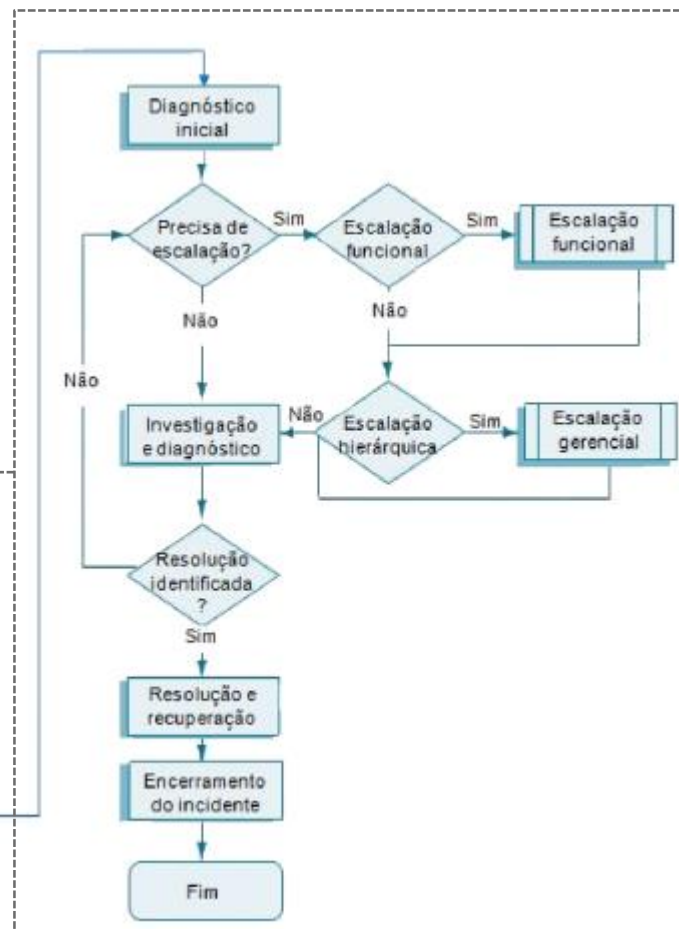 Diagnóstico
inicial
Precisa de
escalação?
Sim
Escalação
funcional
Sim
Escalação
funcional
Não
Não
Não
Investigação
e diagnóstico
Não
Escalação
hierárquica
Sim
Escalação
gerencial
Resolução
identificada
?
Sim
Resolução e
recuperação
Encerramento
do incidente
Fim